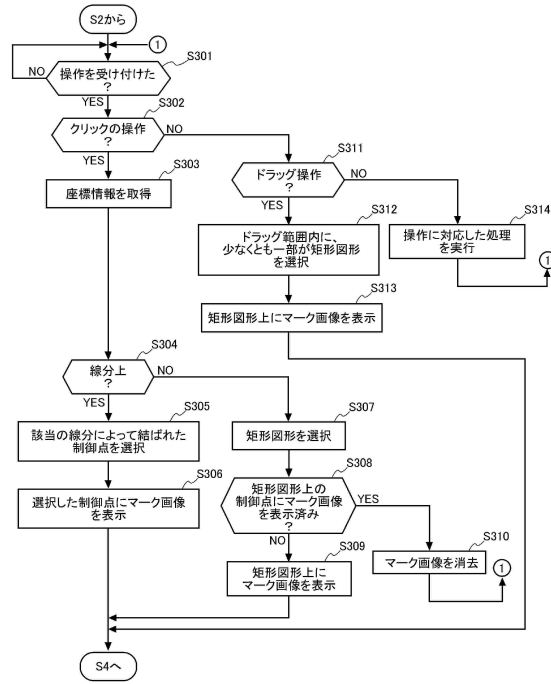 S2から
1
S301
操作を受け付けた
?
NO
YES
S302
クリックの操作
?
NO
YES
S303
座標情報を取得
S311
ドラッグ操作
?
NO
YES
S312
ドラッグ範囲内に、
少なくとも一部が矩形図形
を選択
S314
操作に対応した処理
を実行
1
S313
矩形図形上にマーク画像を表示
S304
線分上
?
NO
YES
S305
該当の線分によって結ばれた
制御点を選択
S306
選択した制御点にマーク画像
を表示
S307
矩形図形を選択
S308
矩形図形上の
制御点にマーク画像
を表示済み
?
YES
NO
S309
矩形図形上に
マーク画像を表示
S310
マーク画像を消去
1
S4へ